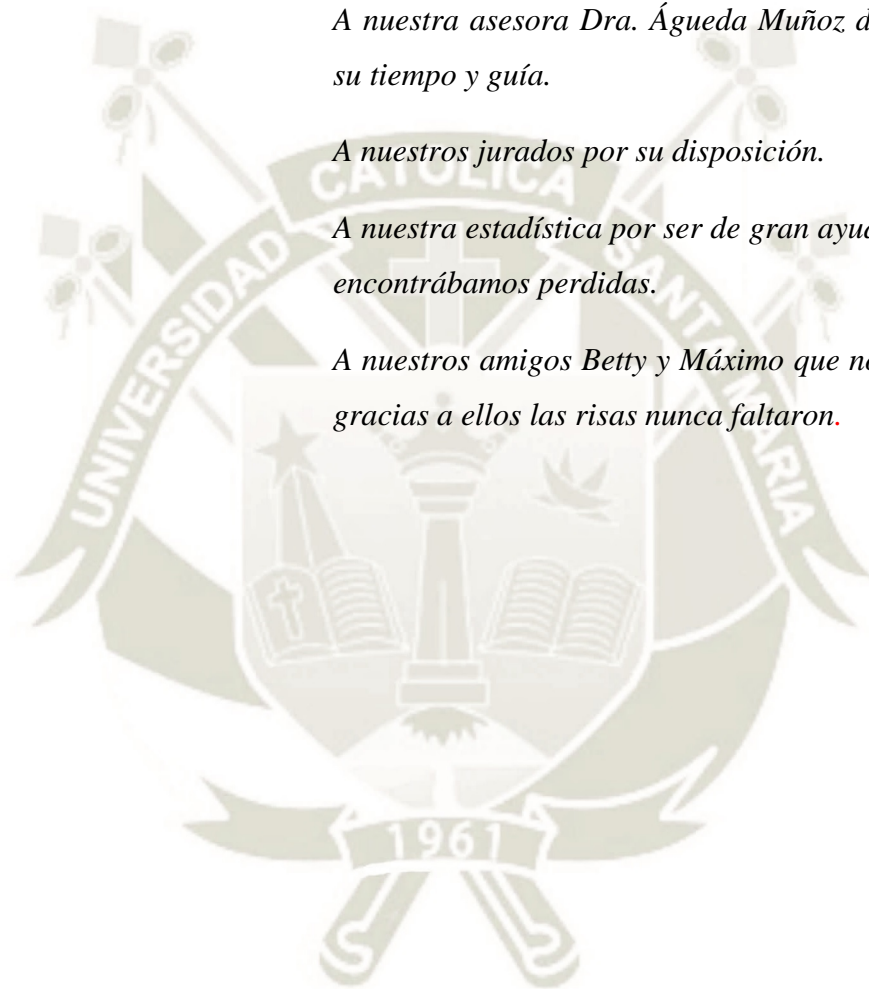 A nuestra asesora Dra. Águeda Muñoz d
su tiempo y guía.
A nuestros jurados por su disposición.
A nuestra estadística por ser de gran ayu
encontrábamos perdidas.
A nuestros amigos Betty y Máximo que n
gracias a ellos las risas nunca faltaron.
UNIVERSIDAD CATOLICA SANTA MARIA
1961